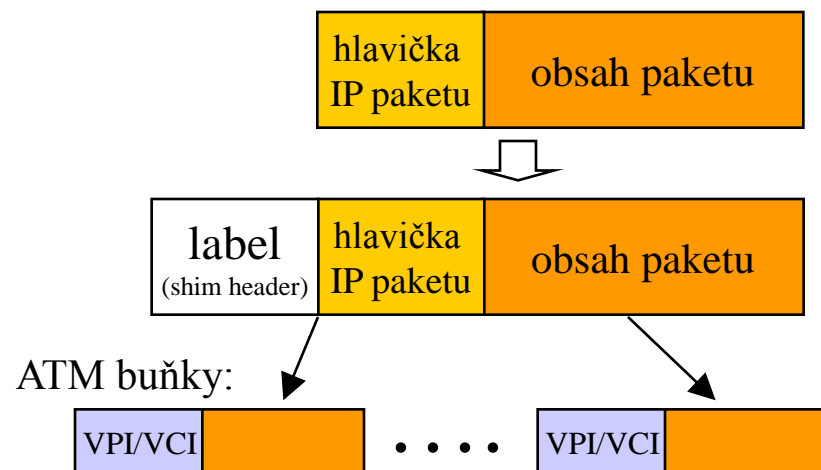 hlavička
IP paketu
obsah paketu
label
(shim header)
hlavička
IP paketu
obsah paketu
ATM buňky:
VPI/VCI
. . . .
VPI/VCI